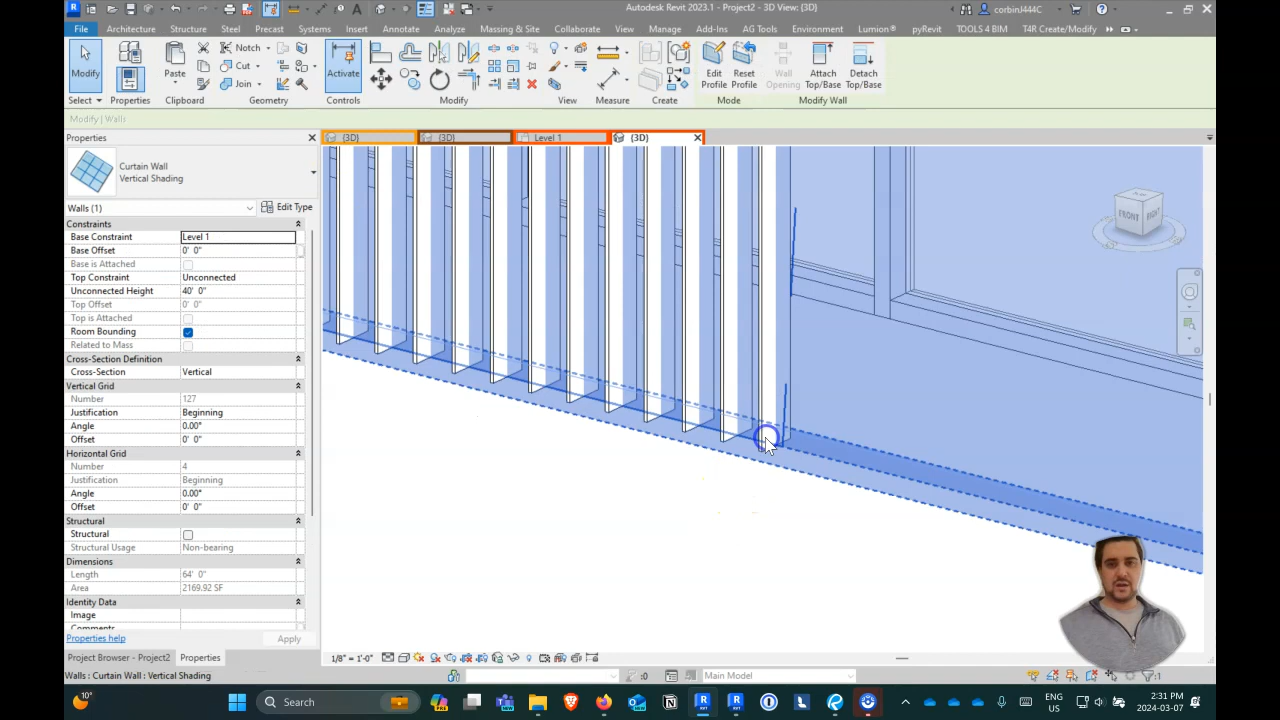 Autodesk Revit 2023.1 - Project2 - 3D View: {3D}
corbinJ444C
File Architecture Structure Steel Precast Systems Insert Annotate Analyze Massing & Site Collaborate View Manage Add-Ins AG Tools Environment Lumion® pyRevit TOOLS 4 BIM T4R Create/Modify
Modify Paste Notch Cut Join Activate Edit Profile Reset Profile Wall Opening Attach Top/Base Detach Top/Base
Select Properties Clipboard Geometry Controls Modify View Measure Create Mode Modify Wall
Modify | Walls
Properties
{3D} {3D} Level 1 {3D}
Curtain Wall
Vertical Shading
Walls (1) Edit Type
Constraints
Base Constraint Level 1
Base Offset 0' 0"
Base is Attached
Top Constraint Unconnected
Unconnected Height 40' 0"
Top Offset 0' 0"
Top is Attached
Room Bounding
Related to Mass
Cross-Section Definition
Cross-Section Vertical
Vertical Grid
Number 127
Justification Beginning
Angle 0.00°
Offset 0' 0"
Horizontal Grid
Number 4
Justification Beginning
Angle 0.00°
Offset 0' 0"
Structural
Structural
Structural Usage Non-bearing
Dimensions
Length 64' 0"
Area 2169.92 SF
Identity Data
Image
Comments
Properties help Apply
FRONT RIGHT
Project Browser - Project2 Properties
1/8" = 1'-0"
Walls : Curtain Wall : Vertical Shading
:0
Main Model
:1
10°
Search
ENG
US
2:31 PM
2024-03-07